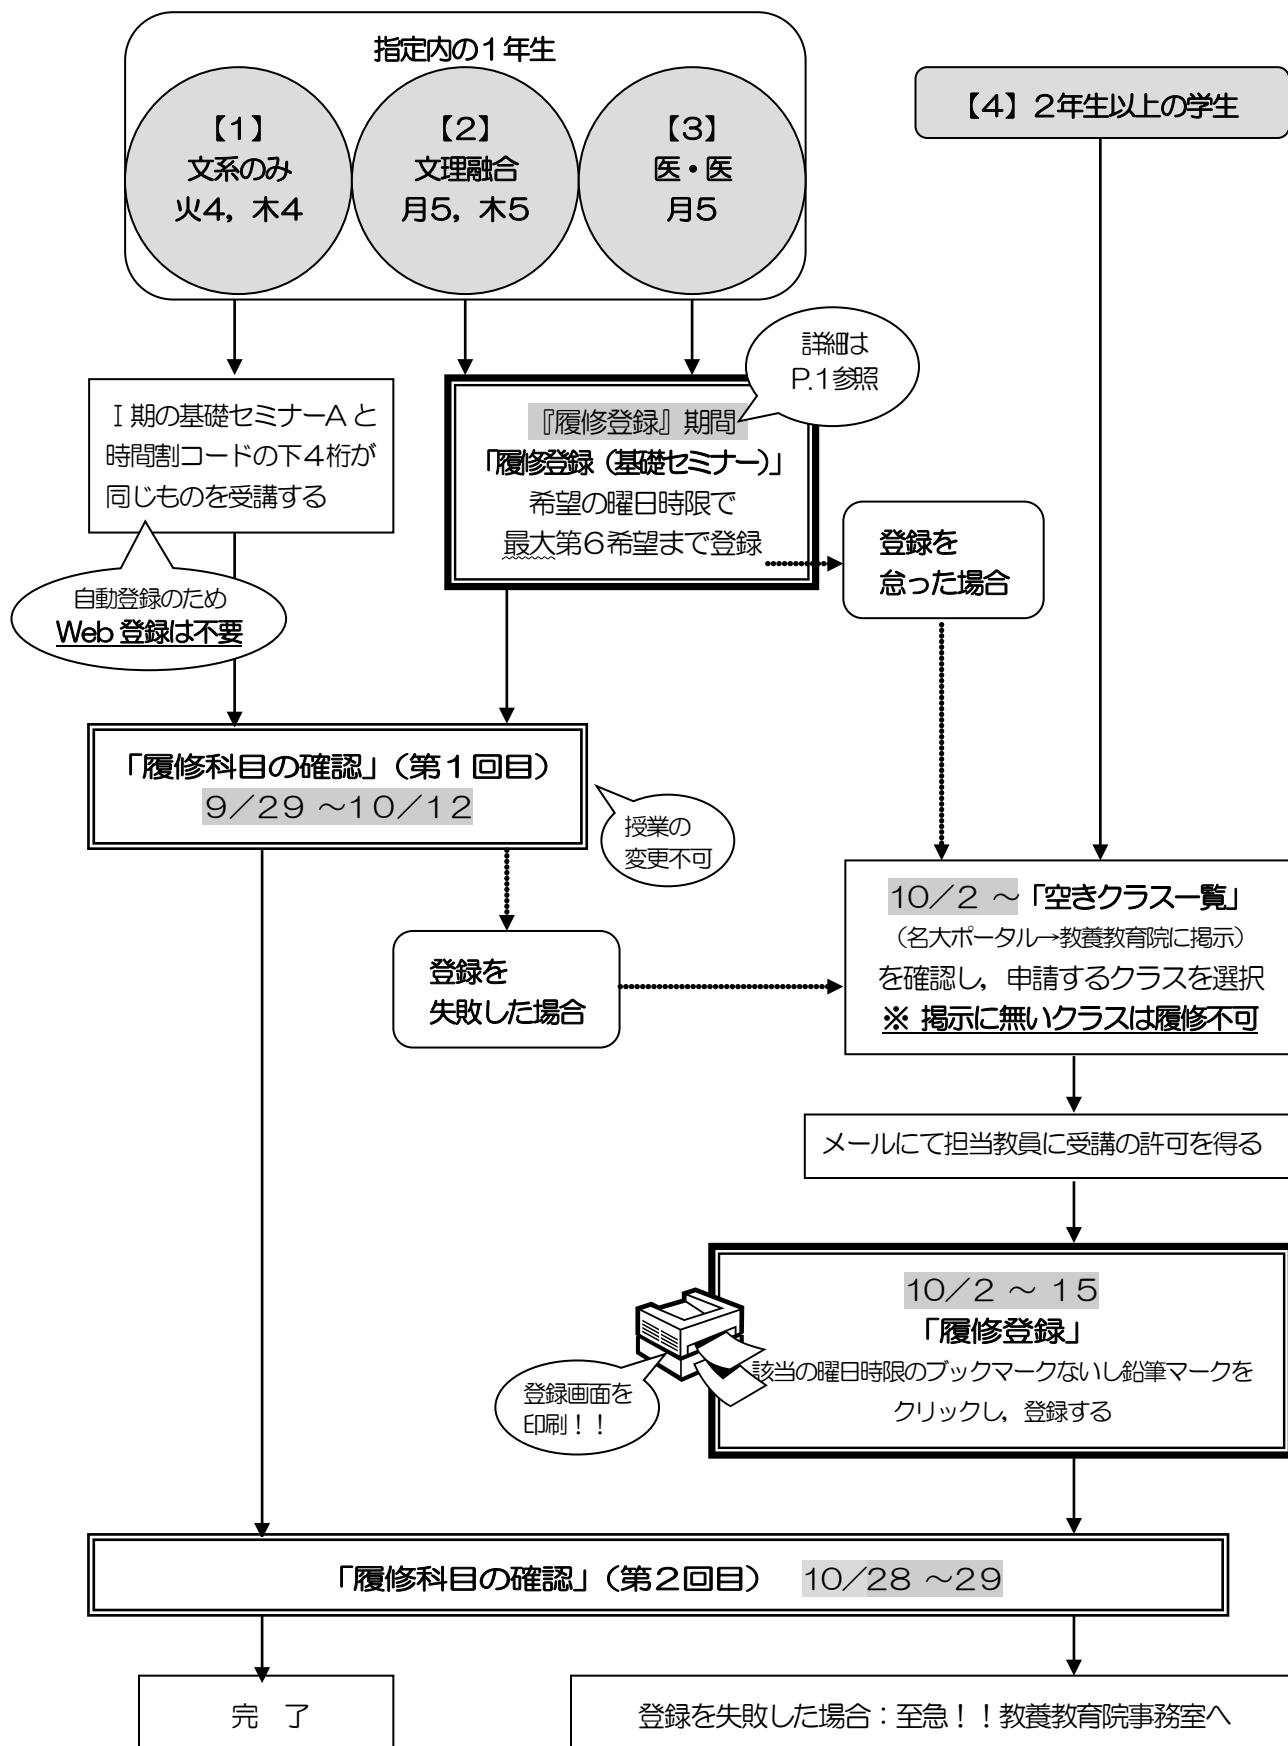 指定内の１年生
【１】
文系のみ
火４，木４
【２】
文理融合
月５，木５
【３】
医・医
月５
【４】２年生以上の学生
詳細は
P.１参照
Ⅰ期の基礎セミナーＡと
時間割コードの下４桁が
同じものを受講する
自動登録のため
Web 登録は不要
『履修登録』期間
「履修登録（基礎セミナー）」
希望の曜日時限で
最大第６希望まで登録
登録を
怠った場合
「履修科目の確認」（第１回目）
９／２９ ～１０／１２
授業の
変更不可
登録を
失敗した場合
１０／２ ～「空きクラス一覧」
（名大ポータル→教養教育院に掲示）
を確認し，申請するクラスを選択
※ 掲示に無いクラスは履修不可
メールにて担当教員に受講の許可を得る
１０／２ ～ １５
「履修登録」
該当の曜日時限のブックマークないし鉛筆マークを
クリックし，登録する
登録画面を
印刷！！
「履修科目の確認」（第２回目） １０／２８ ～２９
完 了
登録を失敗した場合：至急！！教養教育院事務室へ